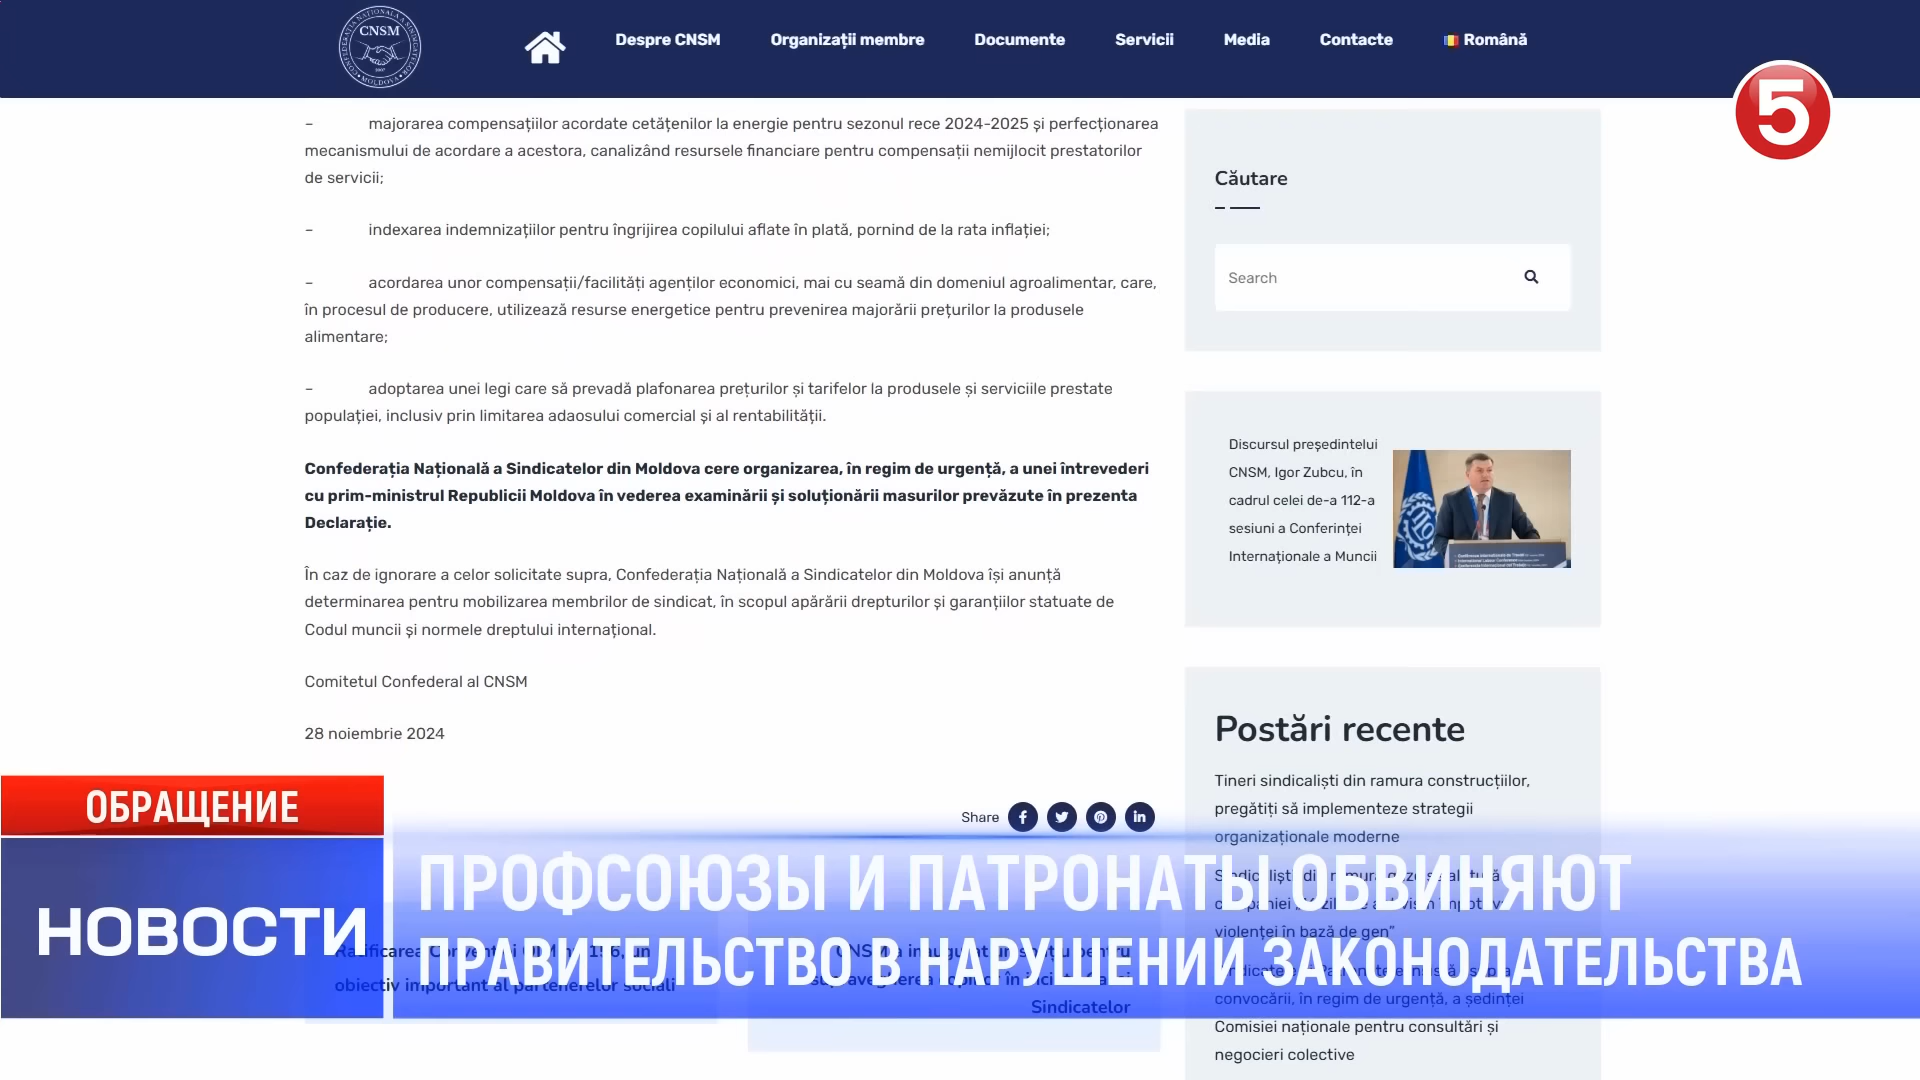 CNSM
Despre CNSM
Organizații membre
Documente
Servicii
Media
Contacte
Română
5
– majorarea compensațiilor acordate cetățenilor la energie pentru sezonul rece 2024-2025 și perfecționarea
mecanismului de acordare a acestora, canalizând resursele financiare pentru compensații nemijlocit prestatorilor
de servicii;
– indexarea indemnizațiilor pentru îngrijirea copilului aflate în plată, pornind de la rata inflației;
– acordarea unor compensații/facilități agenților economici, mai cu seamă din domeniul agroalimentar, care,
în procesul de producere, utilizează resurse energetice pentru prevenirea majorării prețurilor la produsele
alimentare;
– adoptarea unei legi care să prevadă plafonarea prețurilor și tarifelor la produsele și serviciile prestate
populației, inclusiv prin limitarea adaosului comercial și al rentabilității.
Confederația Națională a Sindicatelor din Moldova cere organizarea, în regim de urgență, a unei întrevederi
cu prim-ministrul Republicii Moldova în vederea examinării și soluționării masurilor prevăzute în prezenta
Declarație.
În caz de ignorare a celor solicitate supra, Confederația Națională a Sindicatelor din Moldova își anunță
determinarea pentru mobilizarea membrilor de sindicat, în scopul apărării drepturilor și garanțiilor statuate de
Codul muncii și normele dreptului internațional.
Comitetul Confederal al CNSM
28 noiembrie 2024
Share
Căutare
Search
Discursul președintelui
CNSM, Igor Zubcu, în
cadrul celei de-a 112-a
sesiuni a Conferinței
Internaționale a Muncii
Postări recente
Tineri sindicaliști din ramura construcțiilor,
pregătiți să implementeze strategii
organizaționale moderne
violenței în bază de gen”
convocării, în regim de urgență, a ședinței
Comisiei naționale pentru consultări și
negocieri colective
obiectiv important al partenerelor sociali
Sindicatelor
ОБРАЩЕНИЕ
НОВОСТИ
ПРОФСОЮЗЫ И ПАТРОНАТЫ ОБВИНЯЮТ
ПРАВИТЕЛЬСТВО В НАРУШЕНИИ ЗАКОНОДАТЕЛЬСТВА